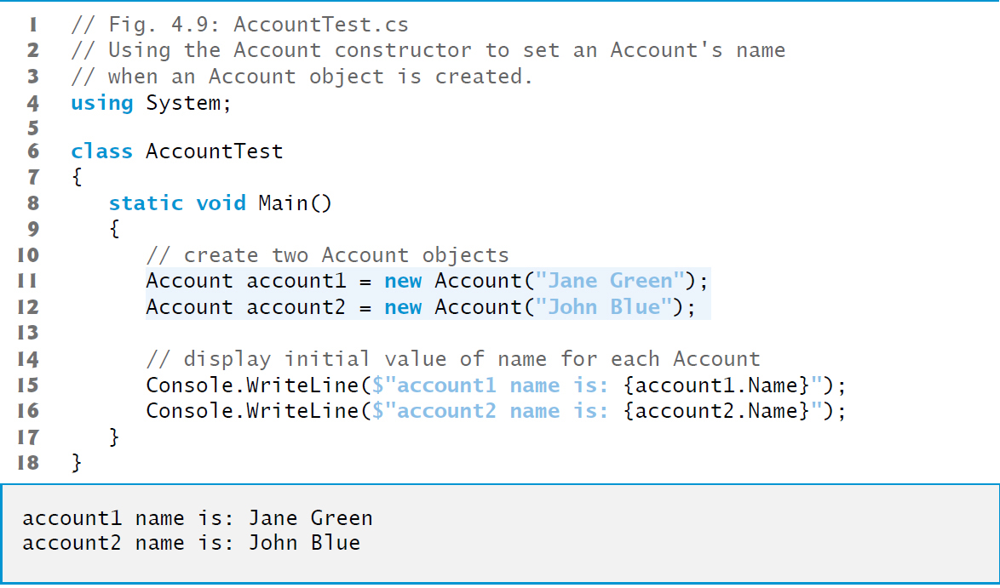 1 // Fig. 4.9: AccountTest.cs
2 // Using the Account constructor to set an Account's name
3 // when an Account object is created.
4 using System;
5
6 class AccountTest
7 {
8    static void Main()
9    {
10       // create two Account objects
11       Account account1 = new Account("Jane Green");
12       Account account2 = new Account("John Blue");
13
14       // display initial value of name for each Account
15       Console.WriteLine($"account1 name is: {account1.Name}");
16       Console.WriteLine($"account2 name is: {account2.Name}");
17    }
18 }
account1 name is: Jane Green
account2 name is: John Blue